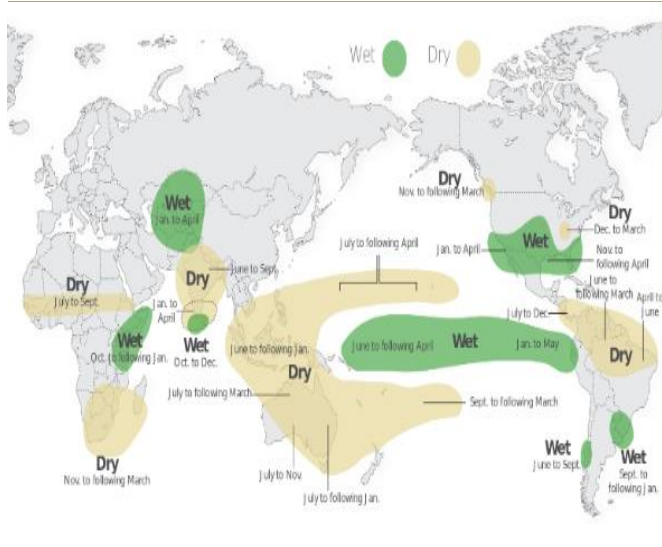 Wet
Dry
Dry
Nov. to following March
Dry
Dec. to March
Wet
Jan. to April
July to following April
Jan. to April
Wet
Nov. to
following April
Dry
June to Sept.
Dry
July to Sept.
Jan. to
April
June to
following March
April to
June
July to Dec.
Wet
Oct. to following Jan.
Wet
Oct. to Dec.
June to following Jan.
Dry
June to following April
Wet
Jan. to May
Dry
July to following March
Sept. to following March
Dry
Nov. to following March
July to Nov.
July to following Jan.
Wet
June to Sept.
Wet
Sept. to
following Jan.